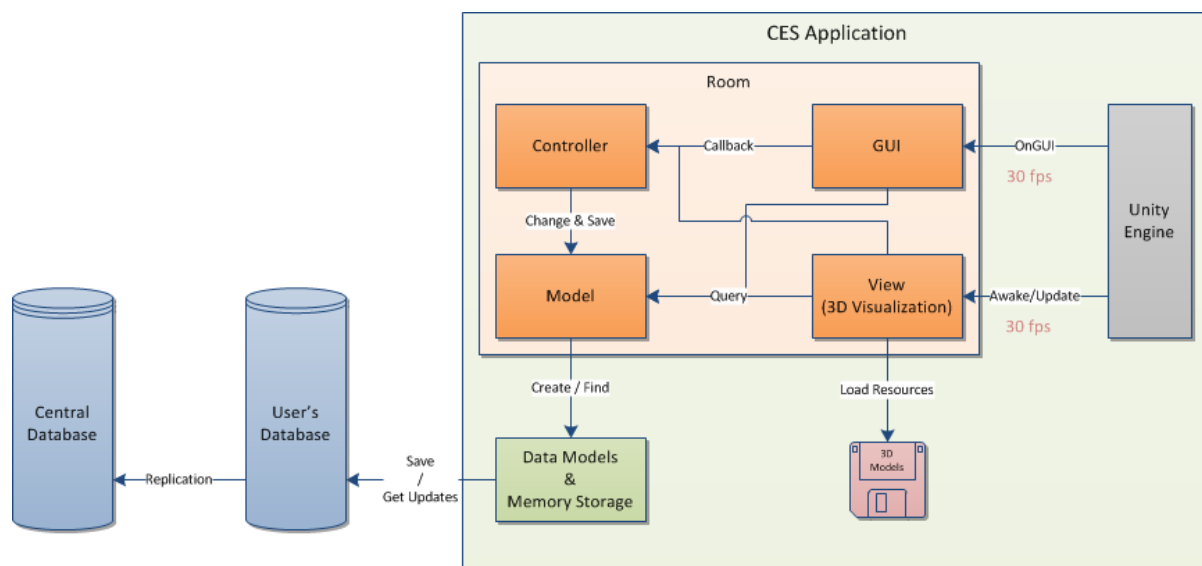 CES Application
Room
Controller
Callback
GUI
OnGUI
30 fps
Unity
Engine
Change & Save
Model
Query
View
(3D Visualization)
Awake/Update
30 fps
Create / Find
Load Resources
Central
Database
User's
Database
Replication
Save
/
Get Updates
Data Models
&
Memory Storage
3D
Models